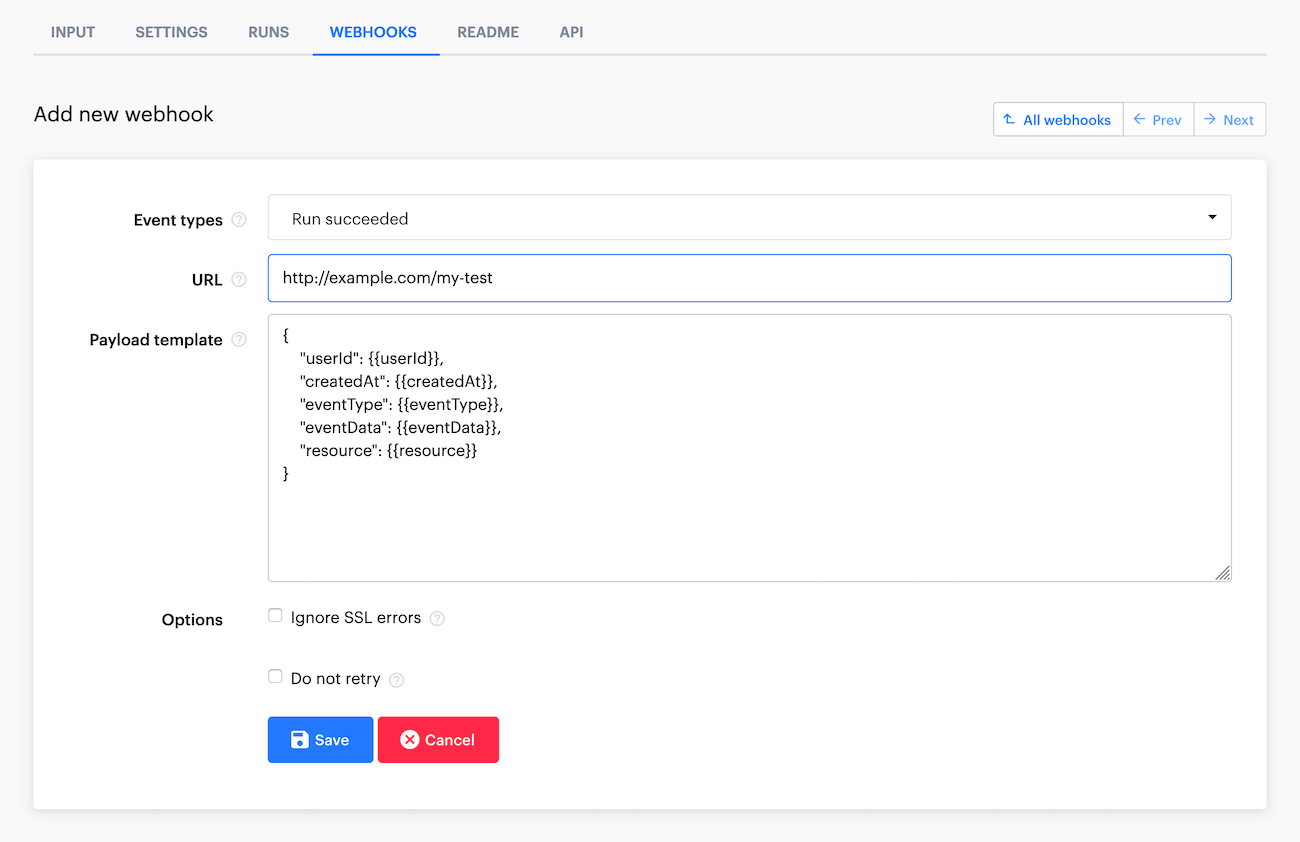 INPUT SETTINGS RUNS WEBHOOKS README API
Add new webhook
All webhooks Prev Next
Event types ? Run succeeded
URL ? http://example.com/my-test
Payload template ? {
"userId": {{userId}},
"createdAt": {{createdAt}},
"eventType": {{eventType}},
"eventData": {{eventData}},
"resource": {{resource}}
}
Options Ignore SSL errors ?
Do not retry ?
Save Cancel